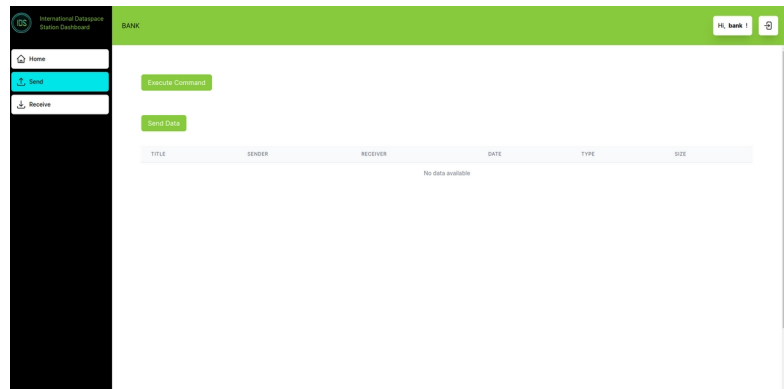 IDS
International Dataspace
Station Dashboard
BANK
Hi, bank !
Home
Send
Receive
Execute Command
Send Data
TITLE SENDER RECEIVER DATE TYPE SIZE
No data available